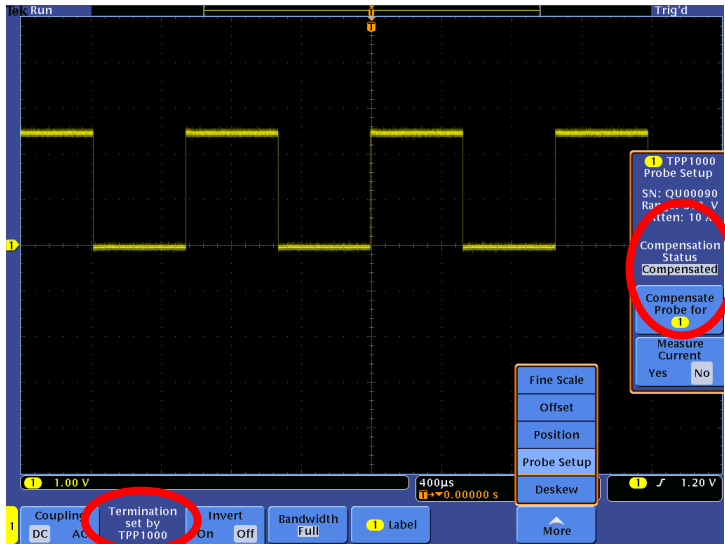 Tek Run
Trig'd
T
T
1 TPP1000
Probe Setup
SN: QU00090
Atten: 10 X
1
Compensation
Status
Compensated
Compensate
Probe for
1
Measure
Current
Yes No
Fine Scale
Offset
Position
Probe Setup
Deskew
1 1.00 V
400µs
T→▼0.00000 s
1 ʃ 1.20 V
1
Coupling
DC AC
Termination
set by
TPP1000
Invert
On Off
Bandwidth
Full
1 Label
More